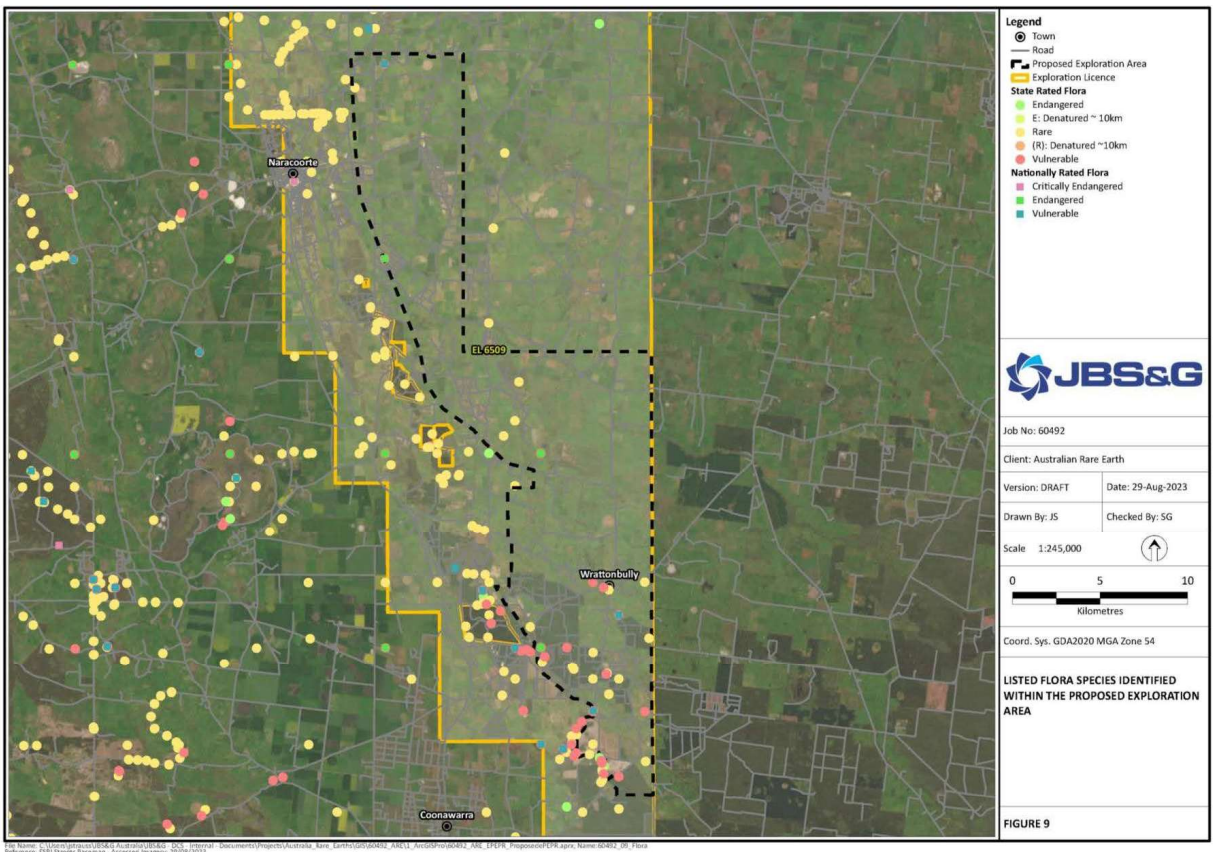 Naracoorte
EL 6509
Wrattonbully
Coonawarra
Legend
Town
Road
Proposed Exploration Area
Exploration Licence
State Rated Flora
Endangered
E: Denatured ~ 10km
Rare
(R): Denatured ~10km
Vulnerable
Nationally Rated Flora
Critically Endangered
Endangered
Vulnerable
JBS&G
Job No: 60492
Client: Australian Rare Earth
Version: DRAFT
Date: 29-Aug-2023
Drawn By: JS
Checked By: SG
Scale 1:245,000
0 5 10
Kilometres
Coord. Sys. GDA2020 MGA Zone 54
LISTED FLORA SPECIES IDENTIFIED
WITHIN THE PROPOSED EXPLORATION
AREA
FIGURE 9